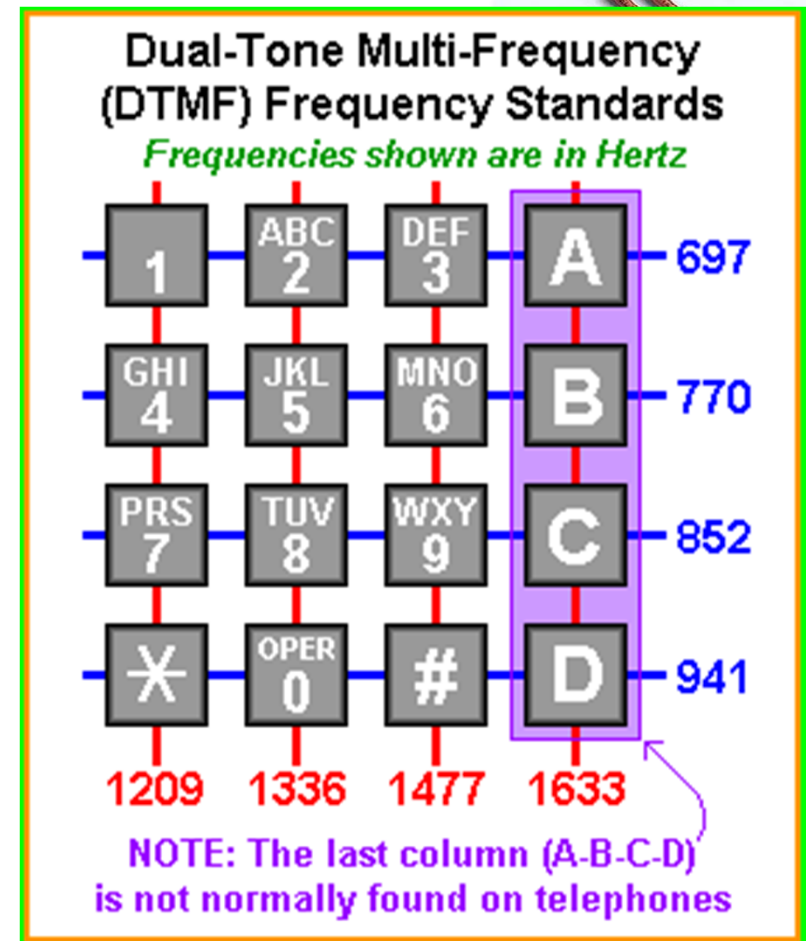 Dual-Tone Multi-Frequency
(DTMF) Frequency Standards
Frequencies shown are in Hertz
1
ABC
2
DEF
3
A
697
GHI
4
JKL
5
MNO
6
B
770
PRS
7
TUV
8
WXY
9
C
852
*
OPER
0
#
D
941
1209 1336 1477 1633
NOTE: The last column (A-B-C-D)
is not normally found on telephones